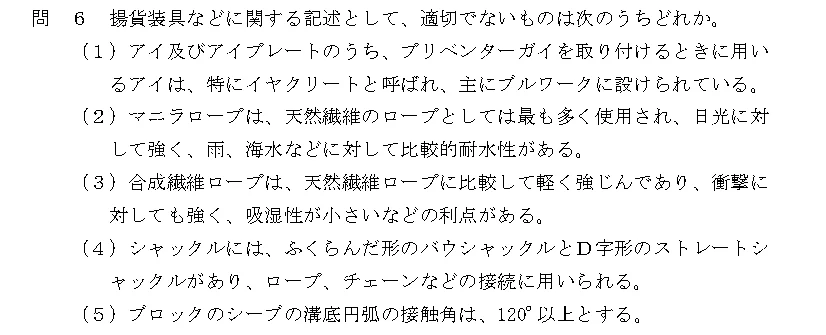 問　６　揚貨装具などに関する記述として、適切でないものは次のうちどれか。
（１）アイ及びアイプレートのうち、プリベンターガイを取り付けるときに用い
るアイは、特にイヤクリートと呼ばれ、主にブルワークに設けられている。
（２）マニラロープは、天然繊維のロープとしては最も多く使用され、日光に対
して強く、雨、海水などに対して比較的耐水性がある。
（３）合成繊維ロープは、天然繊維ロープに比較して軽く強じんであり、衝撃に
対しても強く、吸湿性が小さいなどの利点がある。
（４）シャックルには、ふくらんだ形のバウシャックルとＤ字形のストレートシ
ャックルがあり、ロープ、チェーンなどの接続に用いられる。
（５）ブロックのシーブの溝底円弧の接触角は、120°以上とする。